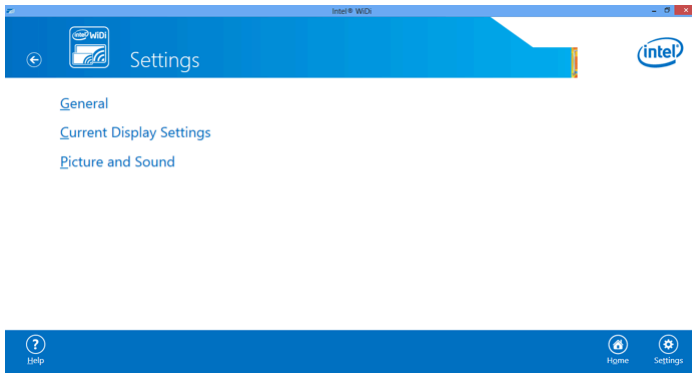 Intel® WiDi
intel WiDi
Settings
intel
General
Current Display Settings
Picture and Sound
Help
Home
Settings